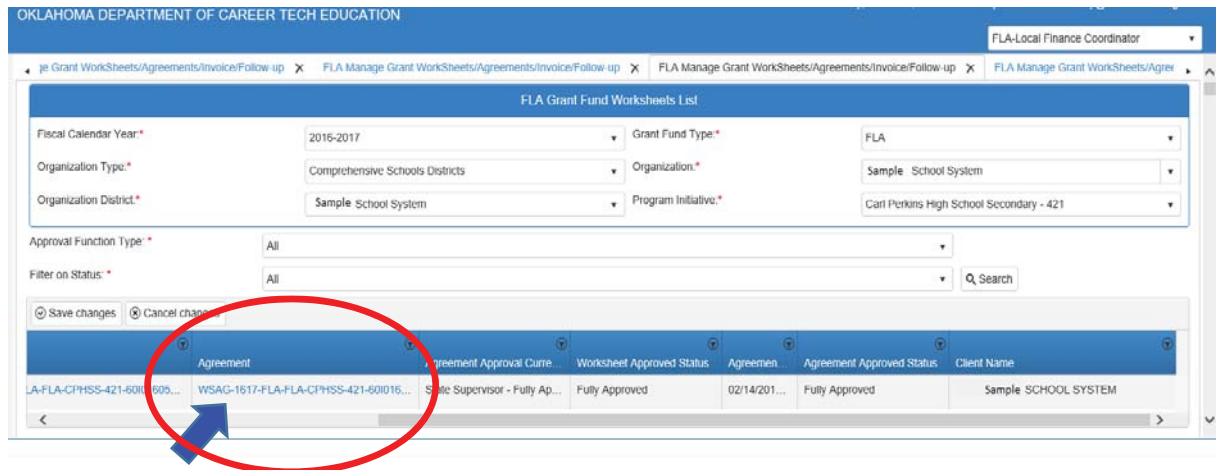 OKLAHOMA DEPARTMENT OF CAREER TECH EDUCATION
FLA-Local Finance Coordinator
ge Grant WorkSheets/Agreements/Invoice/Follow-up X FLA Manage Grant WorkSheets/Agreements/Invoice/Follow-up X FLA Manage Grant WorkSheets/Agreements/Invoice/Follow-up X FLA Manage Grant WorkSheets/Agree
FLA Grant Fund Worksheets List
Fiscal Calendar Year:* 2016-2017 Grant Fund Type:* FLA
Organization Type:* Comprehensive Schools Districts Organization:* Sample School System
Organization District:* Sample School System Program Initiative:* Carl Perkins High School Secondary - 421
Approval Function Type: * All
Filter on Status: * All Search
Save changes Cancel changes
Agreement Agreement Approval Curre... Worksheet Approved Status Agreemen... Agreement Approved Status Client Name
WSAG-1617-FLA-FLA-CPHSS-421-60I016... State Supervisor - Fully Ap... Fully Approved 02/14/201... Fully Approved Sample SCHOOL SYSTEM